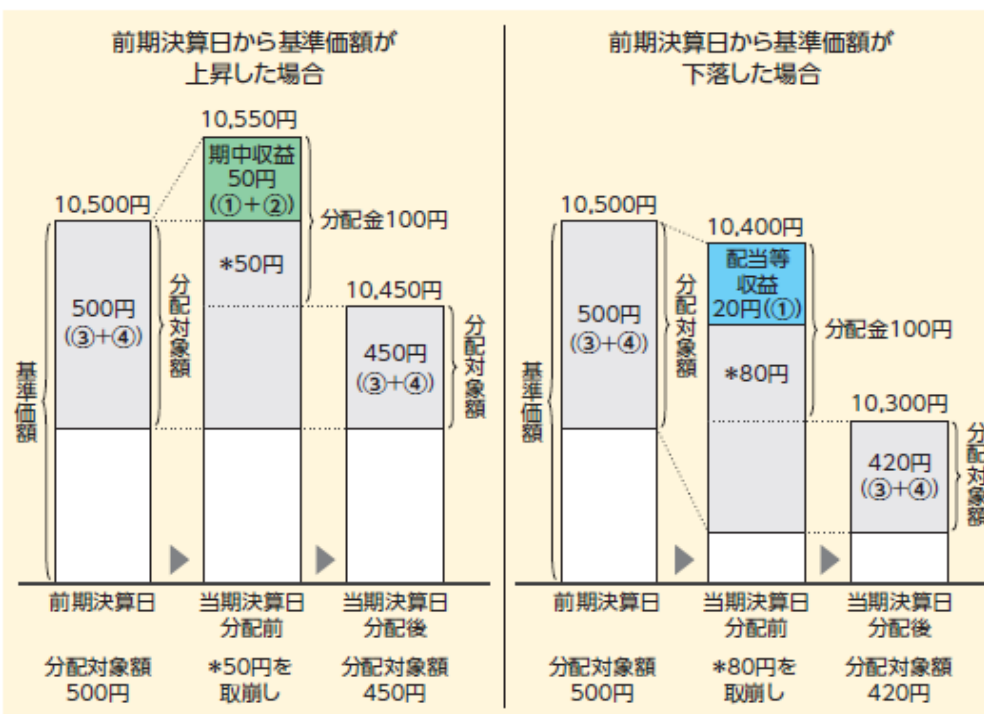 前期決算日から基準価額が
上昇した場合
10,550円
期中収益
50円
(①+②)
10,500円
分配金100円
*50円
10,450円
500円
(③+④)
分配対象額
450円
(③+④)
分配対象額
基準価額
前期決算日
当期決算日
分配前
当期決算日
分配後
分配対象額
500円
*50円を
取崩し
分配対象額
450円
前期決算日から基準価額が
下落した場合
10,500円
10,400円
配当等
収益
20円(①)
500円
(③+④)
分配対象額
分配金100円
*80円
10,300円
420円
(③+④)
分配対象額
基準価額
前期決算日
当期決算日
分配前
当期決算日
分配後
分配対象額
500円
*80円を
取崩し
分配対象額
420円